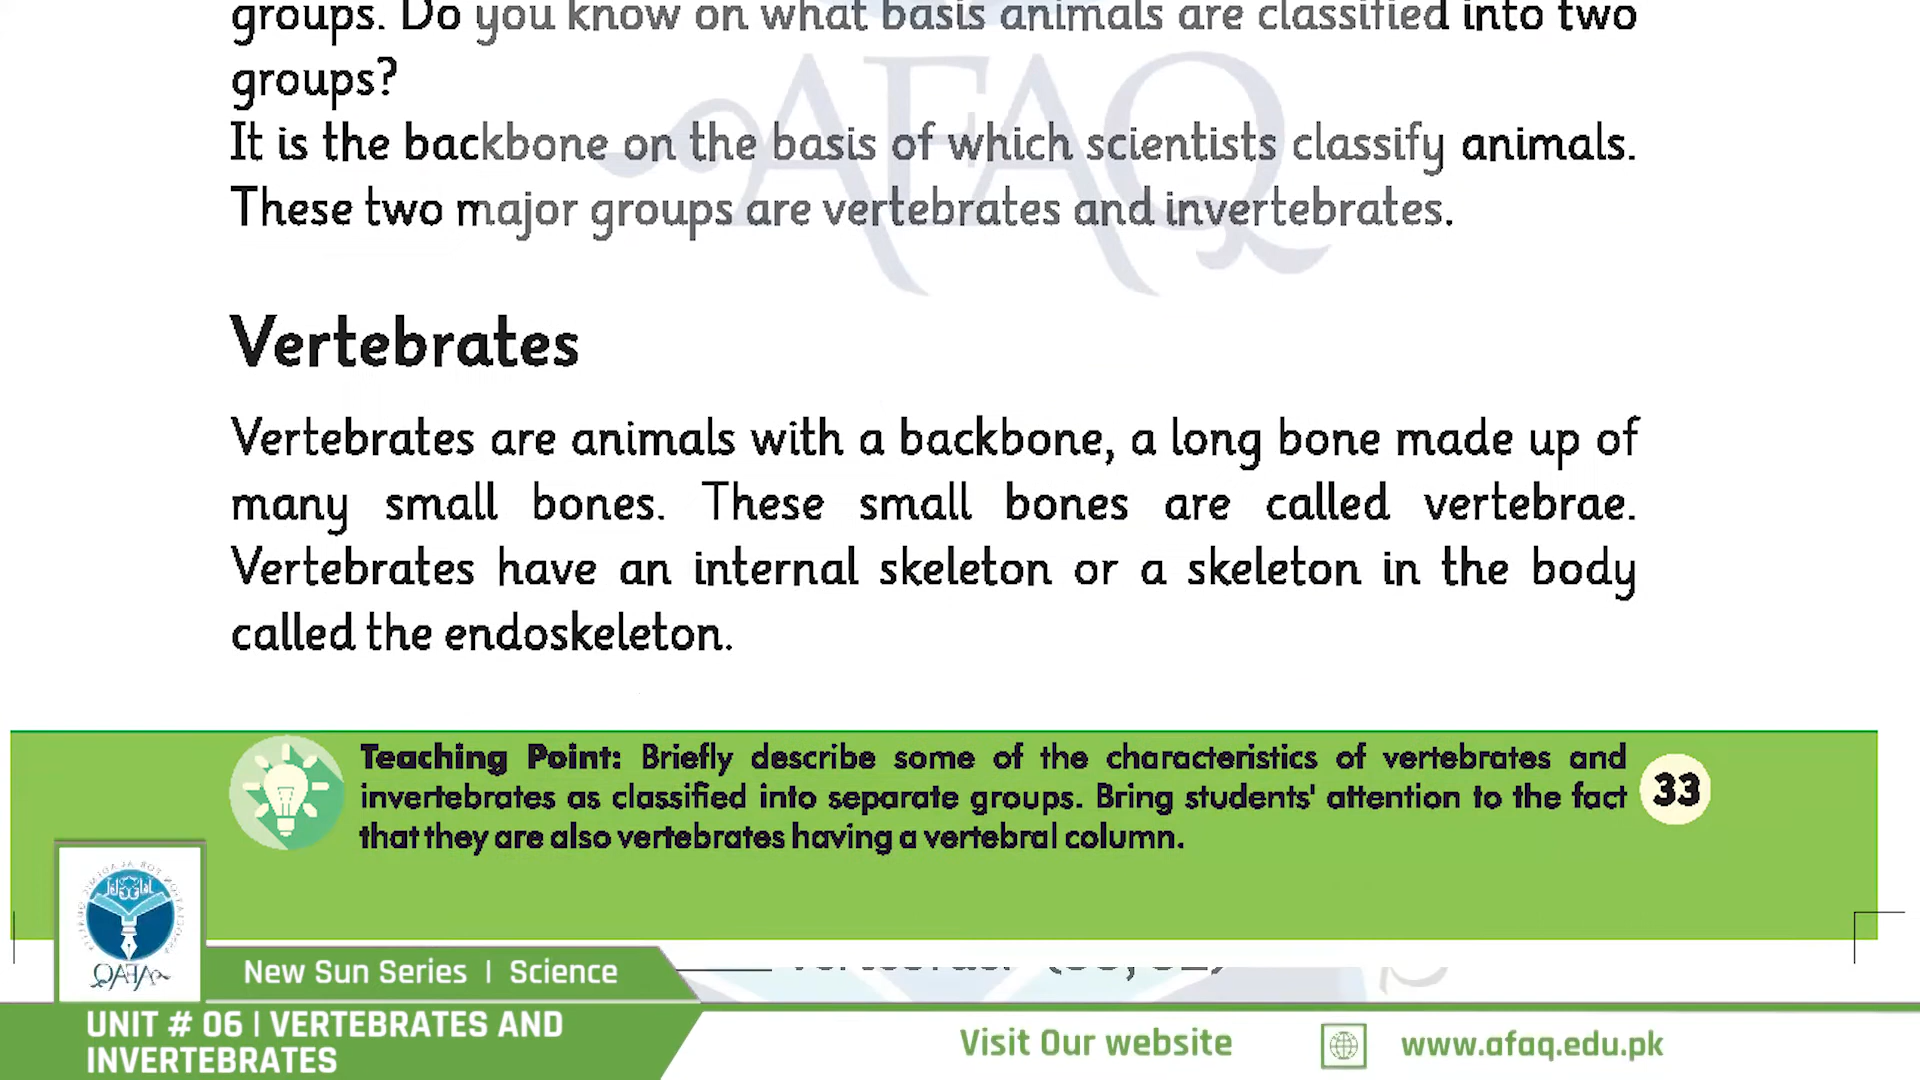 groups. Do you know on what basis animals are classified into two
groups?
It is the backbone on the basis of which scientists classify animals.
These two major groups are vertebrates and invertebrates.
AFAQ
Vertebrates
Vertebrates are animals with a backbone, a long bone made up of
many small bones. These small bones are called vertebrae.
Vertebrates have an internal skeleton or a skeleton in the body
called the endoskeleton.
Teaching Point: Briefly describe some of the characteristics of vertebrates and
invertebrates as classified into separate groups. Bring students' attention to the fact
that they are also vertebrates having a vertebral column.
33
AFAQ
New Sun Series | Science
UNIT # 06 | VERTEBRATES AND
INVERTEBRATES
Visit Our website
www.afaq.edu.pk